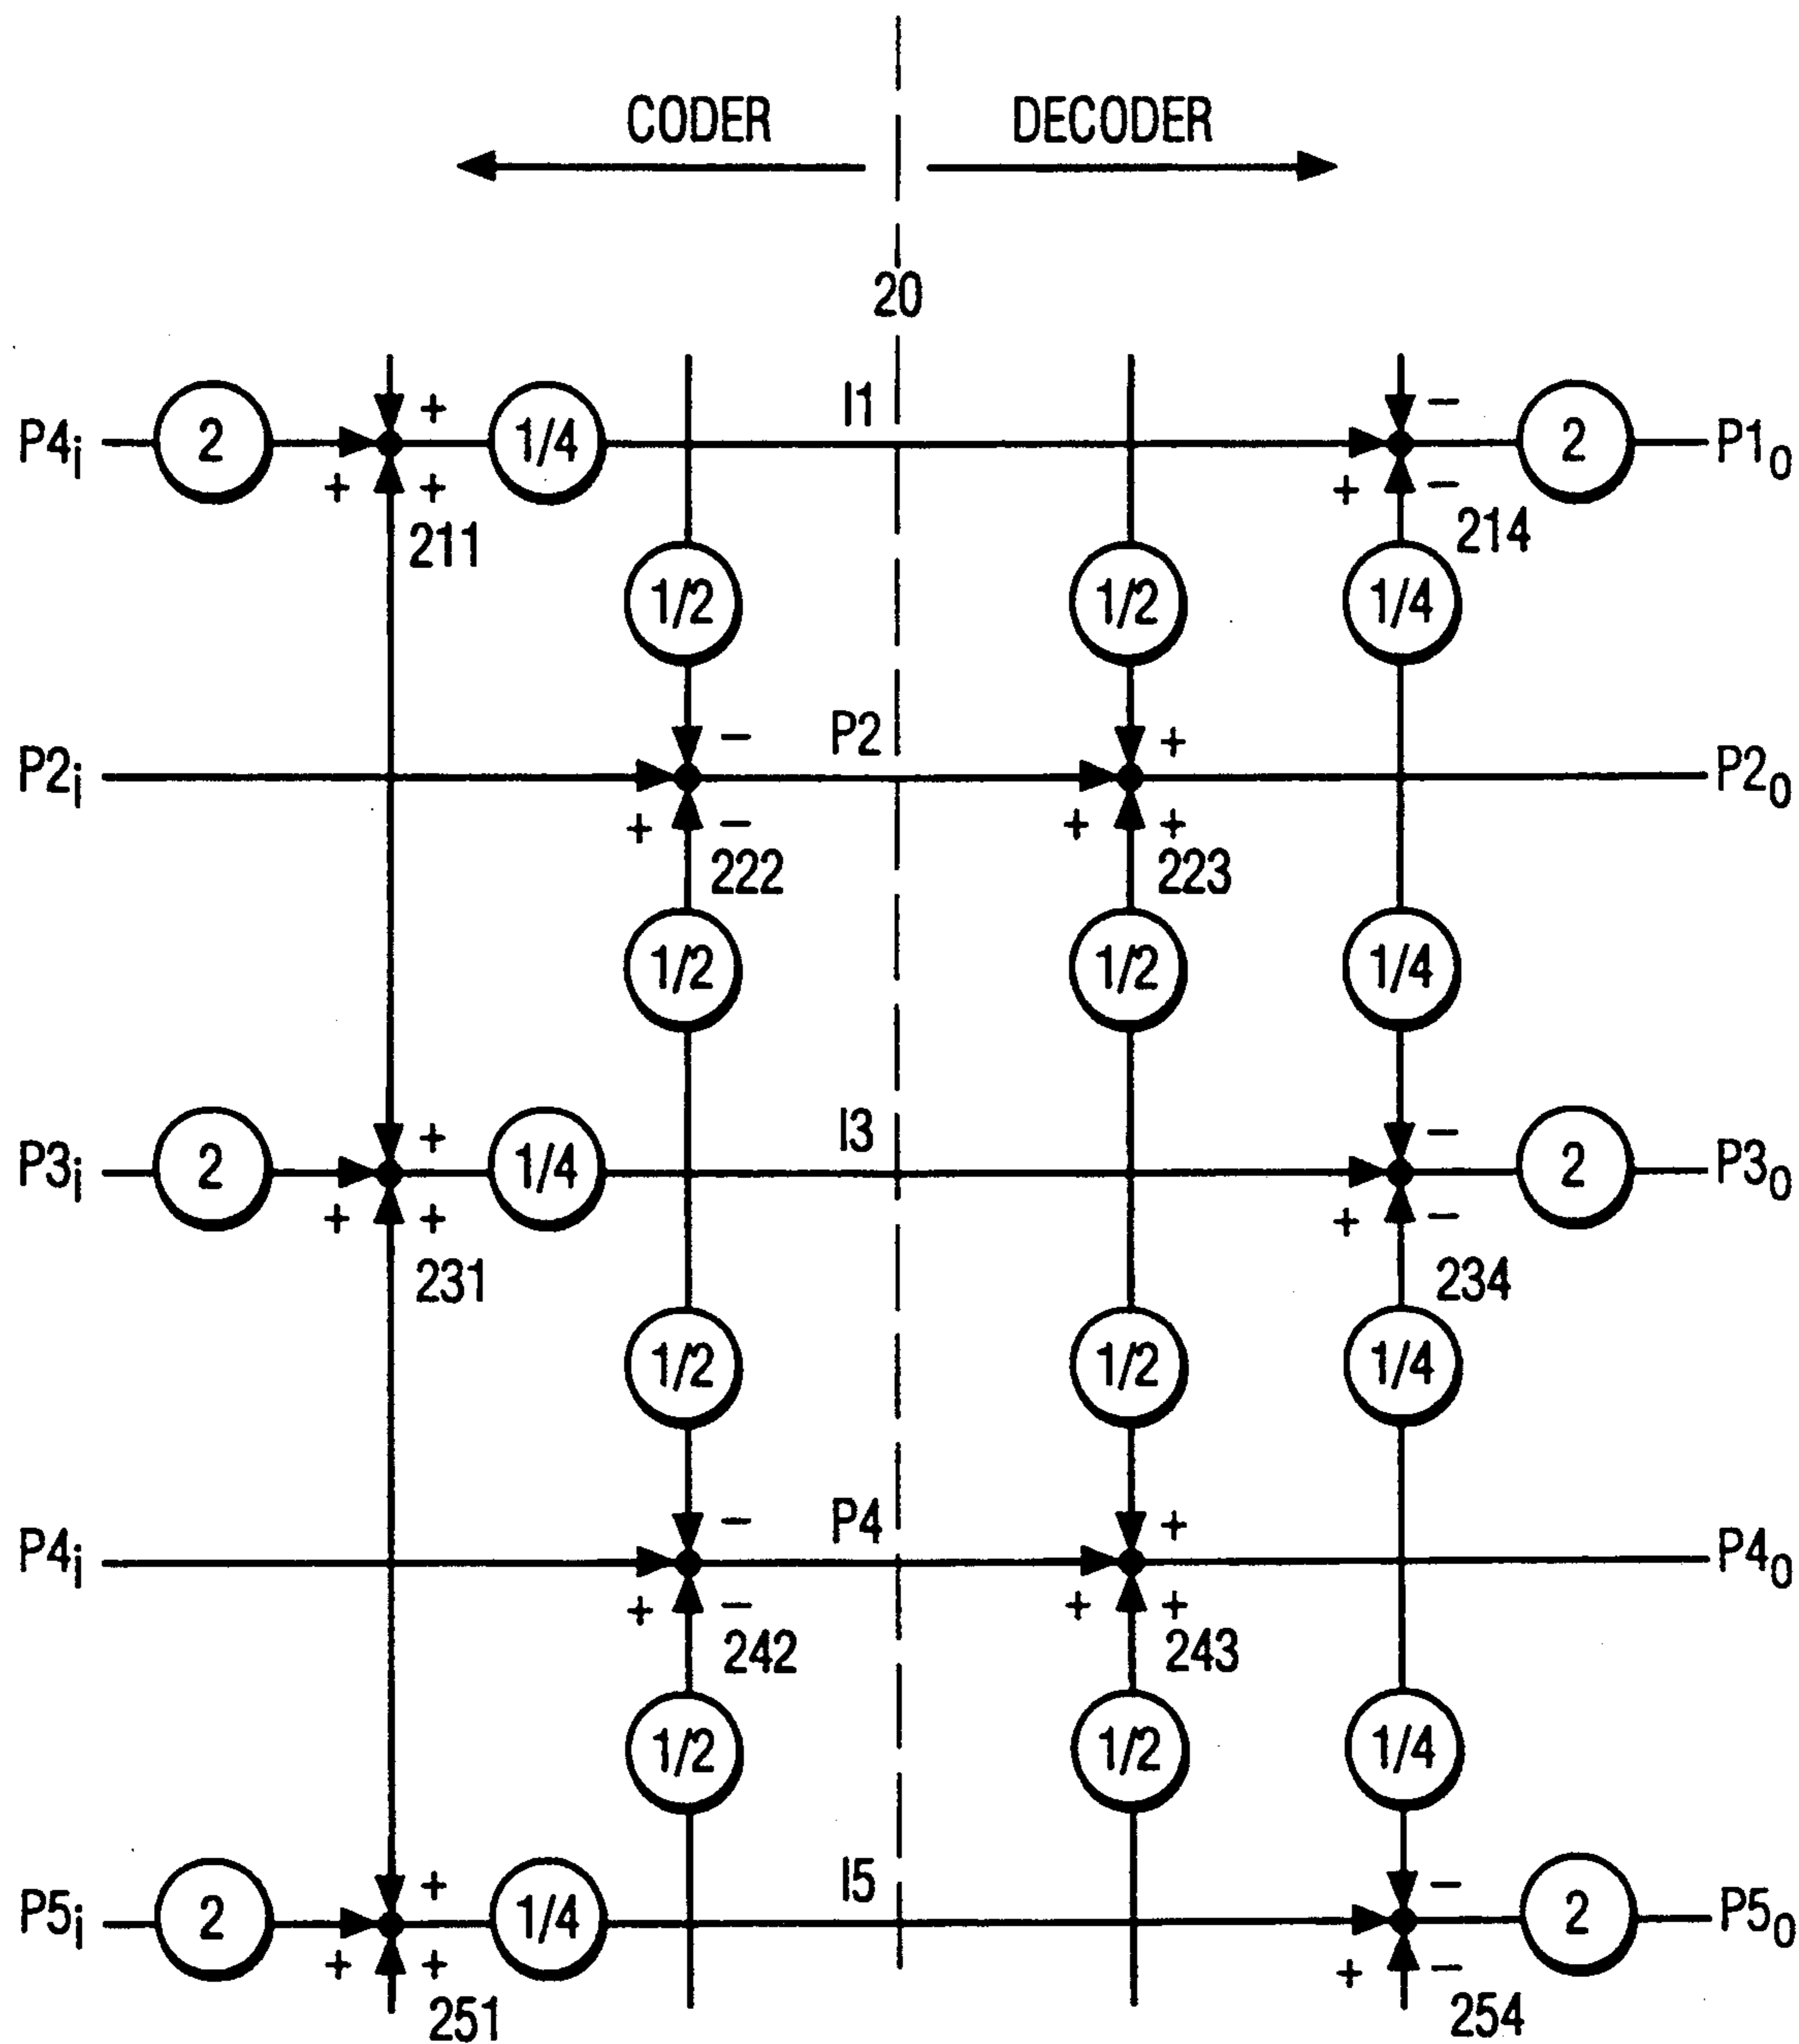 CODER DECODER
20
P4i 2 + 1/4 I1 − 2 P1o
+ + + −
211 214
1/2 1/2 1/4
− P2 +
P2i P2o
+ − + +
222 223
1/2 1/2 1/4
P3i 2 + 1/4 I3 − 2 P3o
+ + + −
231 234
1/2 1/2 1/4
− P4 +
P4i P4o
+ − + +
242 243
1/2 1/2 1/4
P5i 2 + 1/4 I5 − 2 P5o
+ + + −
251 254